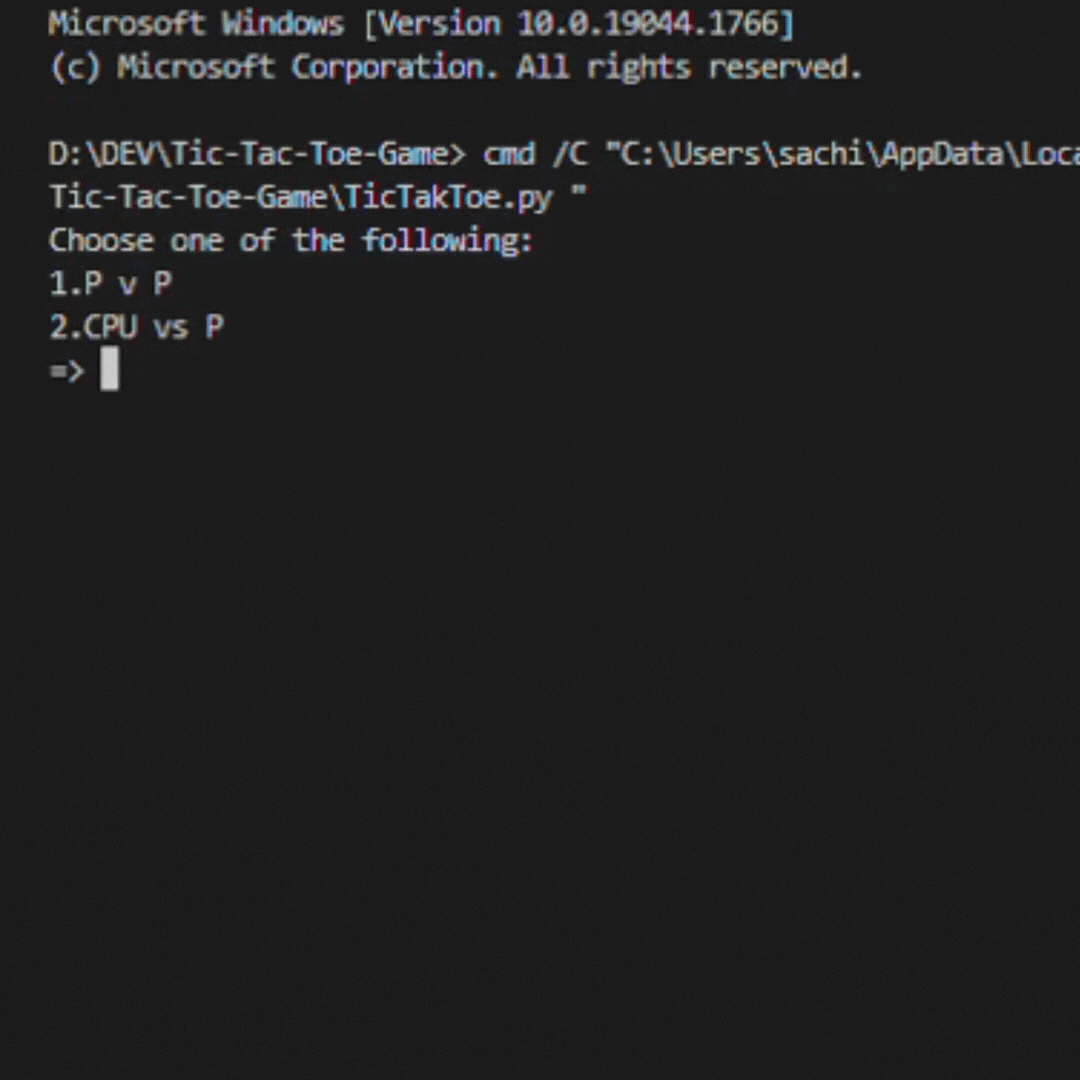 Microsoft Windows [Version 10.0.19044.1766]
(c) Microsoft Corporation. All rights reserved.
D:\DEV\Tic-Tac-Toe-Game> cmd /C "C:\Users\sachi\AppData\Loca
Tic-Tac-Toe-Game\TicTakToe.py "
Choose one of the following:
1.P v P
2.CPU vs P
=>